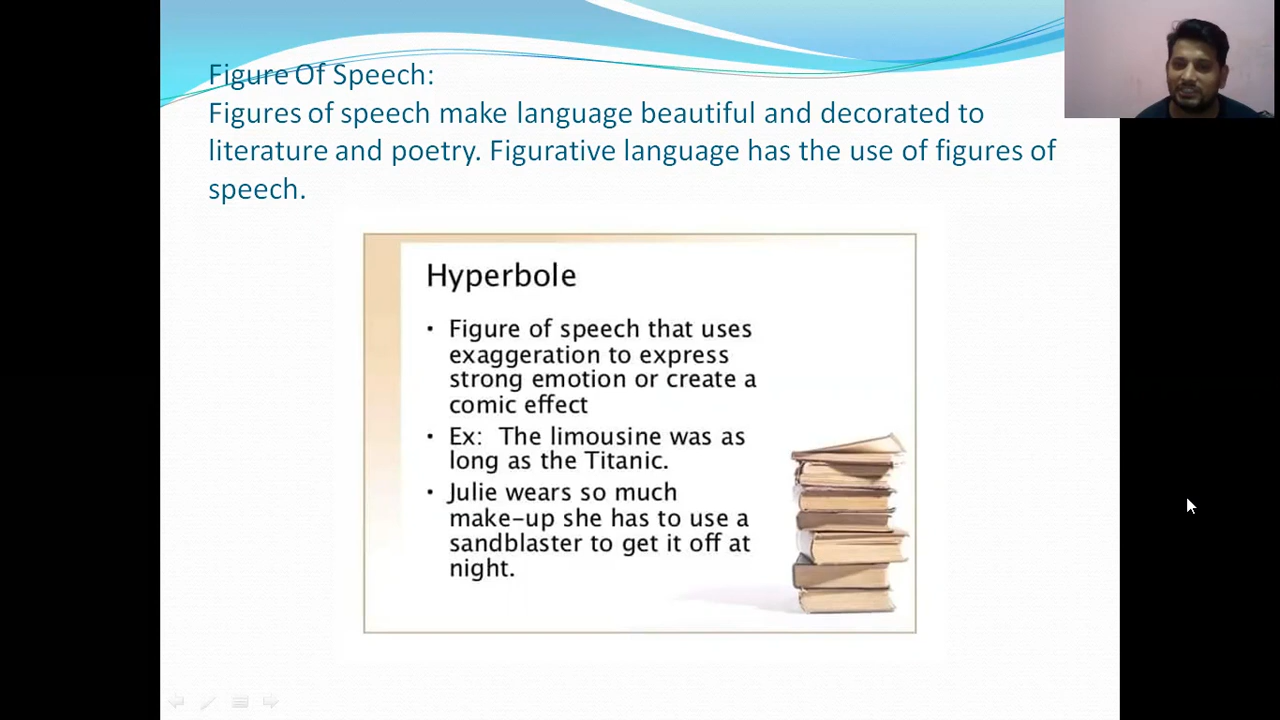 Figure Of Speech:
Figures of speech make language beautiful and decorated to
literature and poetry. Figurative language has the use of figures of
speech.
Hyperbole
• Figure of speech that uses
exaggeration to express
strong emotion or create a
comic effect
• Ex:  The limousine was as
long as the Titanic.
• Julie wears so much
make-up she has to use a
sandblaster to get it off at
night.